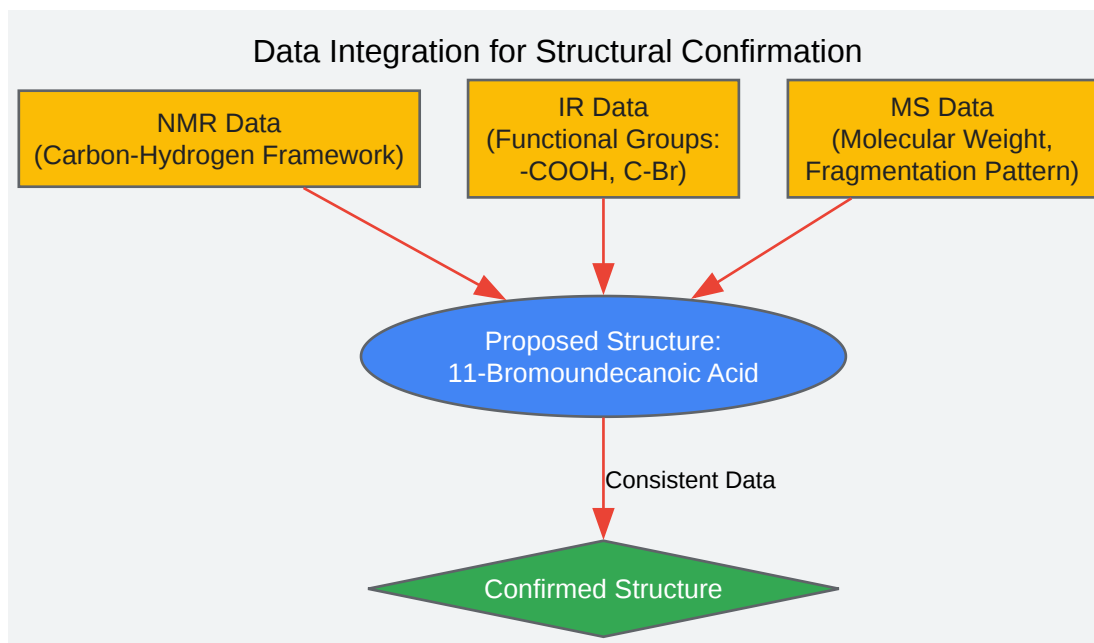 Data Integration for Structural Confirmation
NMR Data
(Carbon-Hydrogen Framework)
IR Data
(Functional Groups:
-COOH, C-Br)
MS Data
(Molecular Weight,
Fragmentation Pattern)
Proposed Structure:
11-Bromoundecanoic Acid
Consistent Data
Confirmed Structure